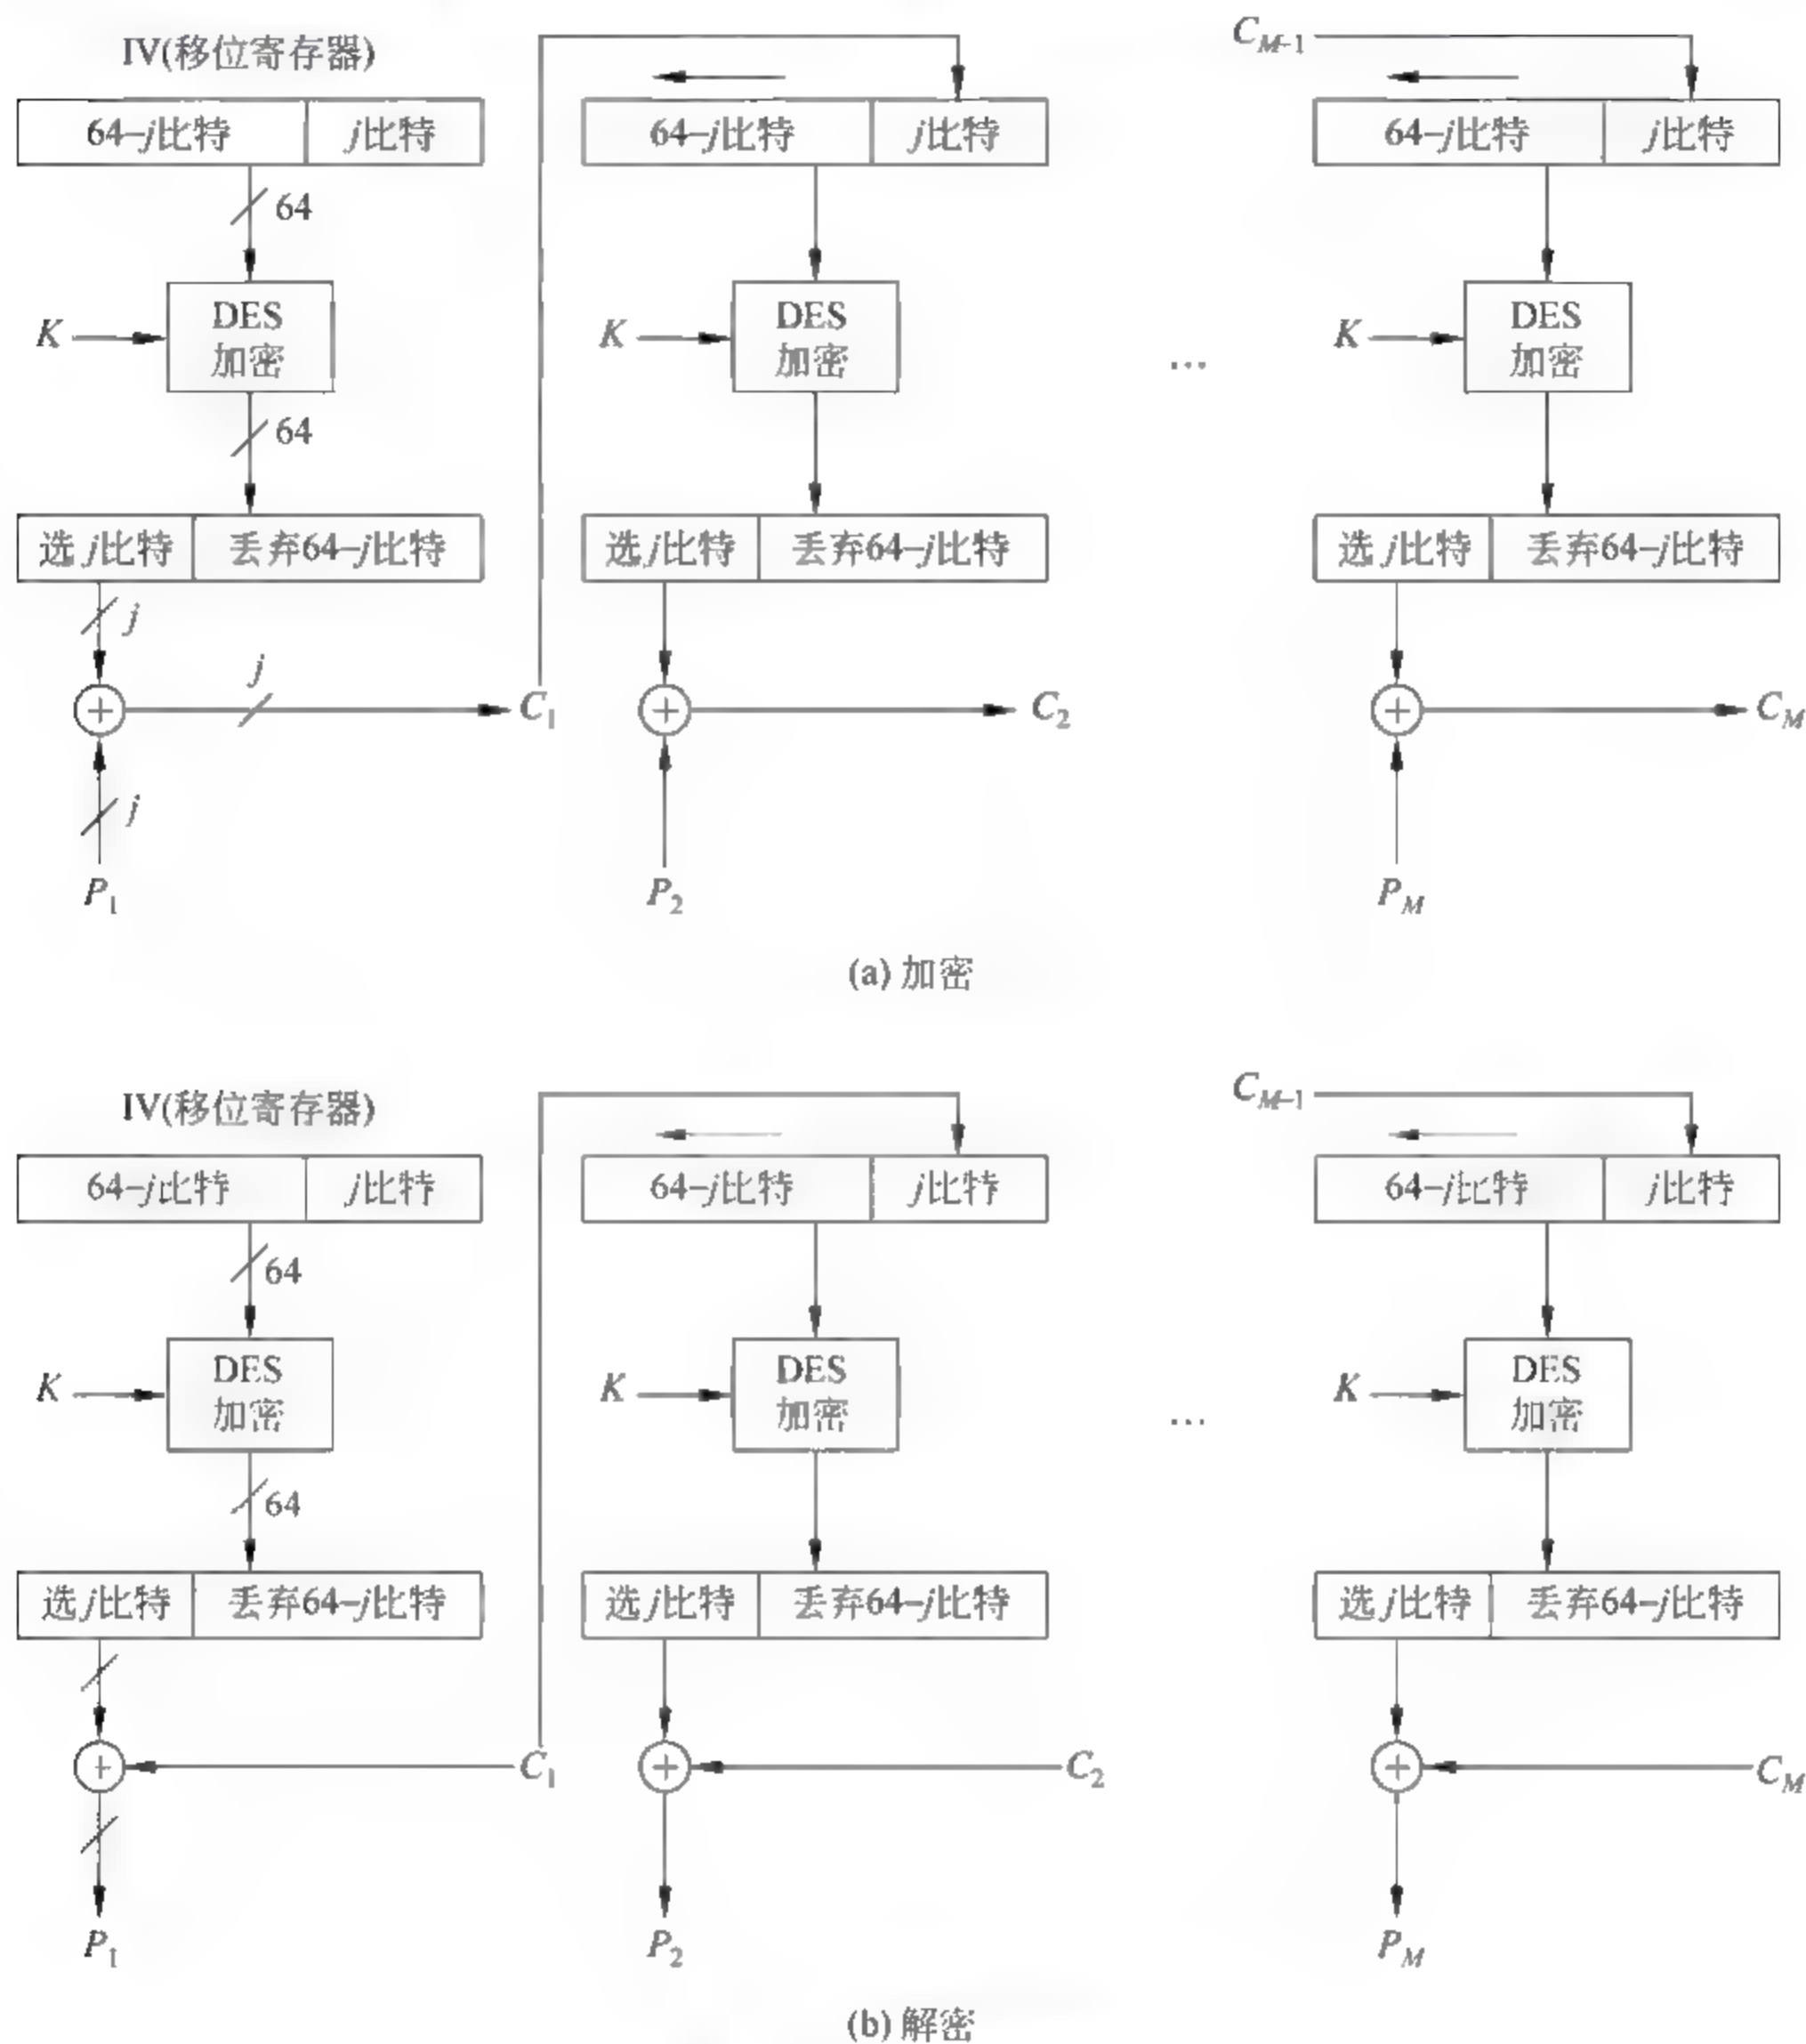 IV(移位寄存器)
C_{M-1}
64-j比特 j比特
64-j比特 j比特
64-j比特 j比特
64
K DES 加密
K DES 加密
...
K DES 加密
64
选j比特 丢弃64-j比特
选j比特 丢弃64-j比特
选j比特 丢弃64-j比特
j
j
+ C_1
+ C_2
+ C_M
j
P_1
P_2
P_M
(a) 加密
IV(移位寄存器)
C_{M-1}
64-j比特 j比特
64-j比特 j比特
64-j比特 j比特
64
K DES 加密
K DES 加密
...
K DES 加密
64
选j比特 丢弃64-j比特
选j比特 丢弃64-j比特
选j比特 丢弃64-j比特
+ C_1
+ C_2
+ C_M
P_1
P_2
P_M
(b) 解密